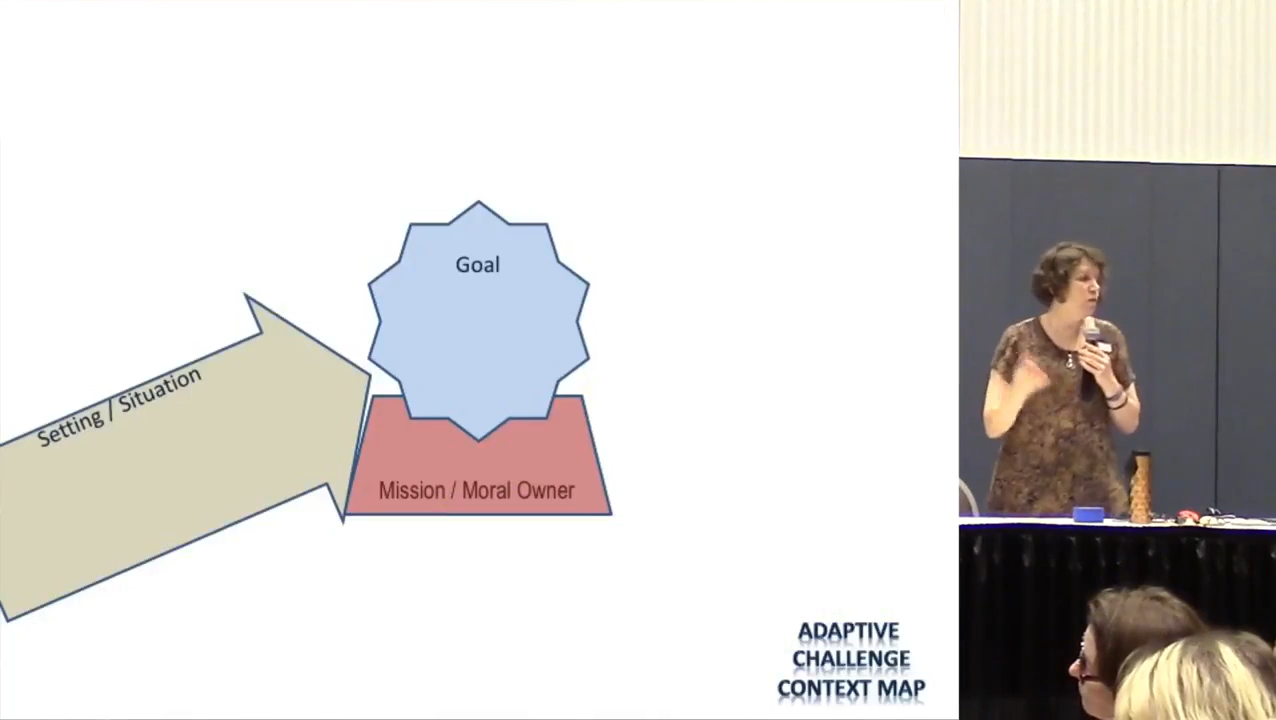 Goal
Setting / Situation
Mission / Moral Owner
ADAPTIVE
CHALLENGE
CONTEXT MAP